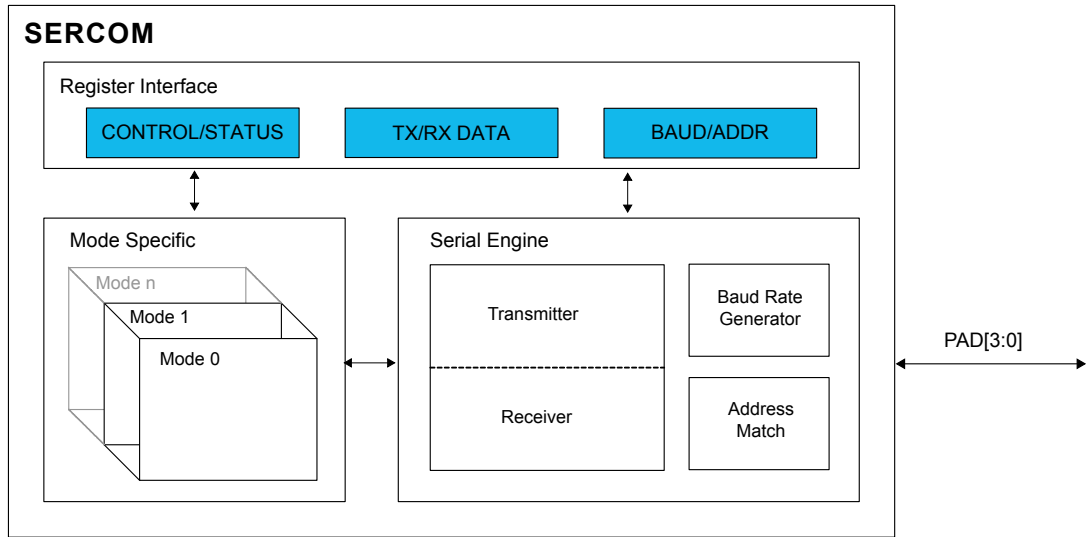 SERCOM
Register Interface
CONTROL/STATUS
TX/RX DATA
BAUD/ADDR
Mode Specific
Mode n
Mode 1
Mode 0
Serial Engine
Transmitter
Receiver
Baud Rate
Generator
Address
Match
PAD[3:0]